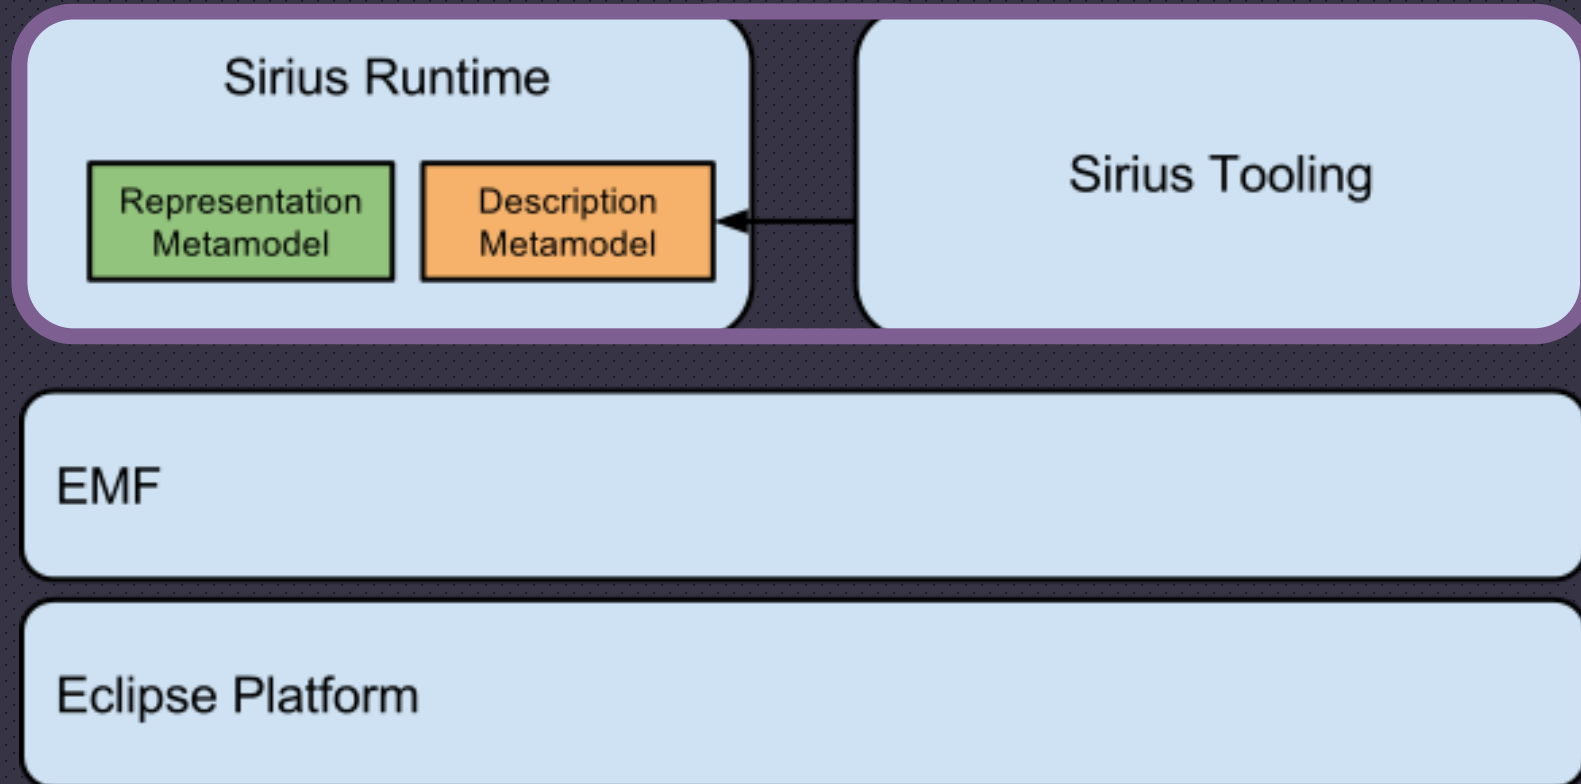 Sirius Runtime
Representation
Metamodel
Description
Metamodel
Sirius Tooling
EMF
Eclipse Platform